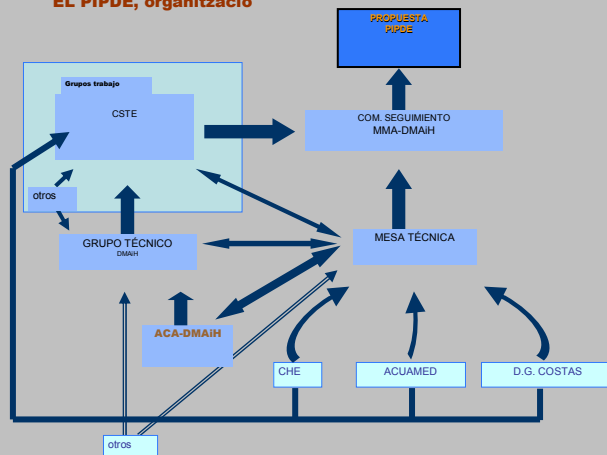 EL PIPDE, organització
PROPUESTA
PIPDE
Grupos trabajo
CSTE
COM. SEGUIMIENTO
MMA-DMAiH
otros
GRUPO TÉCNICO
DMAiH
MESA TÉCNICA
ACA-DMAiH
CHE
ACUAMED
D.G. COSTAS
otros